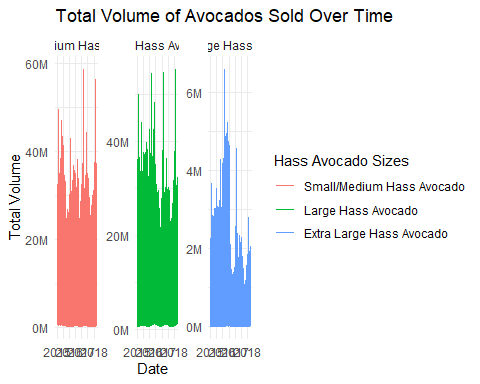 Total Volume of Avocados Sold Over Time
ium Has
Hass Av
ge Hass
60M
40M
20M
0M
40M
20M
0M
6M
4M
2M
0M
Total Volume
Date
Hass Avocado Sizes
Small/Medium Hass Avocado
Large Hass Avocado
Extra Large Hass Avocado